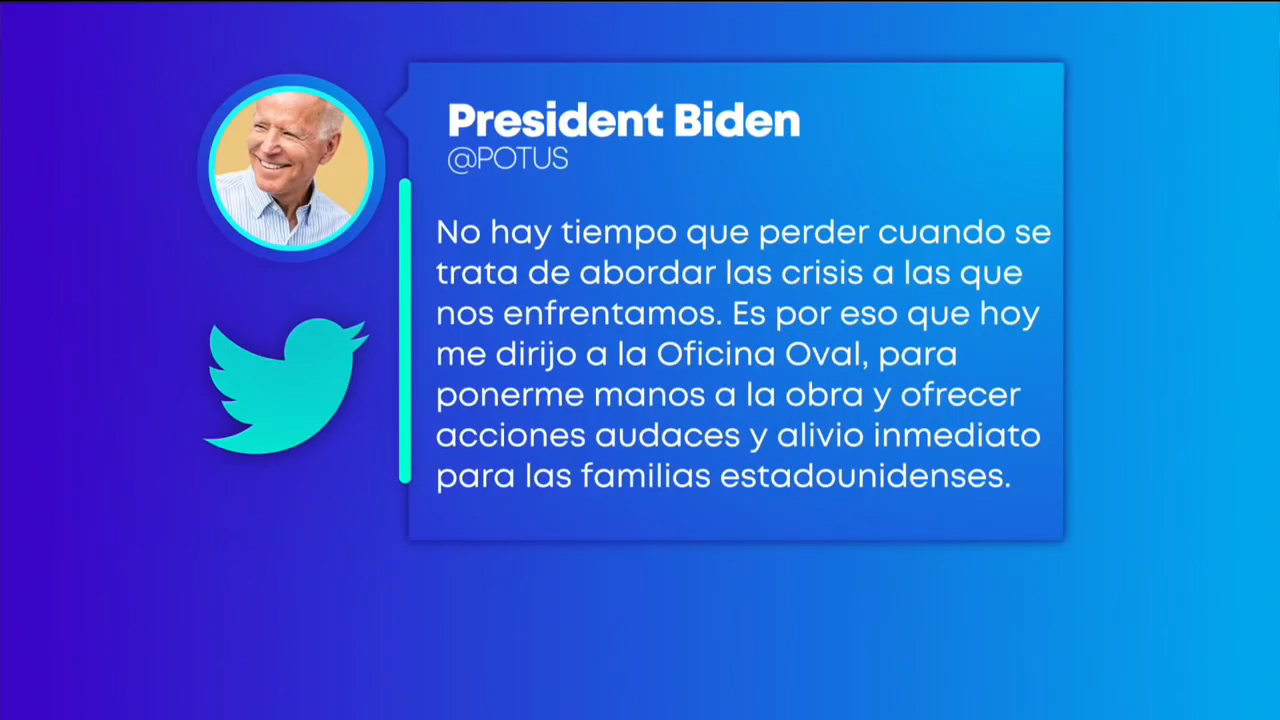 President Biden
@POTUS
No hay tiempo que perder cuando se
trata de abordar las crisis a las que
nos enfrentamos. Es por eso que hoy
me dirijo a la Oficina Oval, para
ponerme manos a la obra y ofrecer
acciones audaces y alivio inmediato
para las familias estadounidenses.